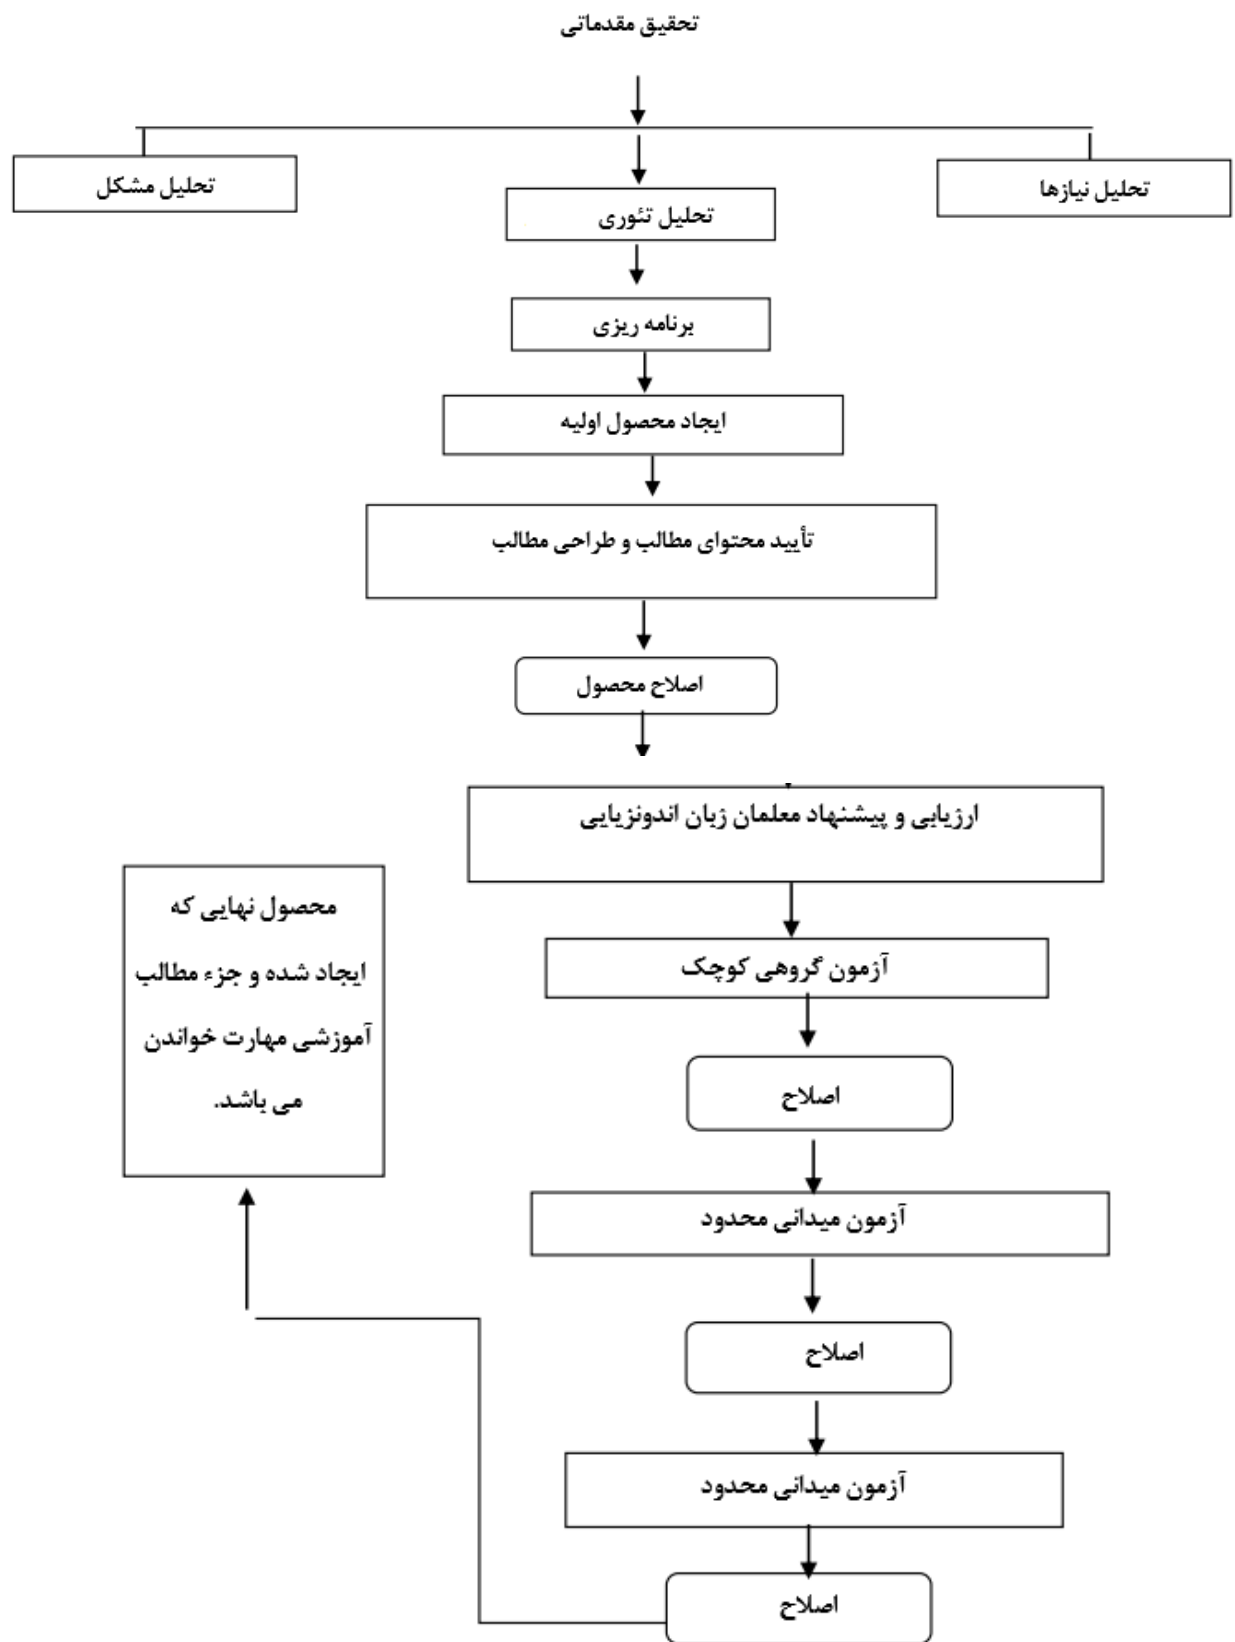 تحقیق مقدماتی
تحلیل نیازها
تحلیل مشکل
تحلیل تئوری
برنامه ریزی
ایجاد محصول اولیه
تأیید محتوای مطالب و طراحی مطالب
اصلاح محصول
ارزیابی و پیشنهاد معلمان زبان اندونزیایی
آزمون گروهی کوچک
اصلاح
آزمون میدانی محدود
اصلاح
آزمون میدانی محدود
اصلاح
محصول نهایی که
ایجاد شده و جزء مطالب
آموزشی مهارت خواندن
می باشد.